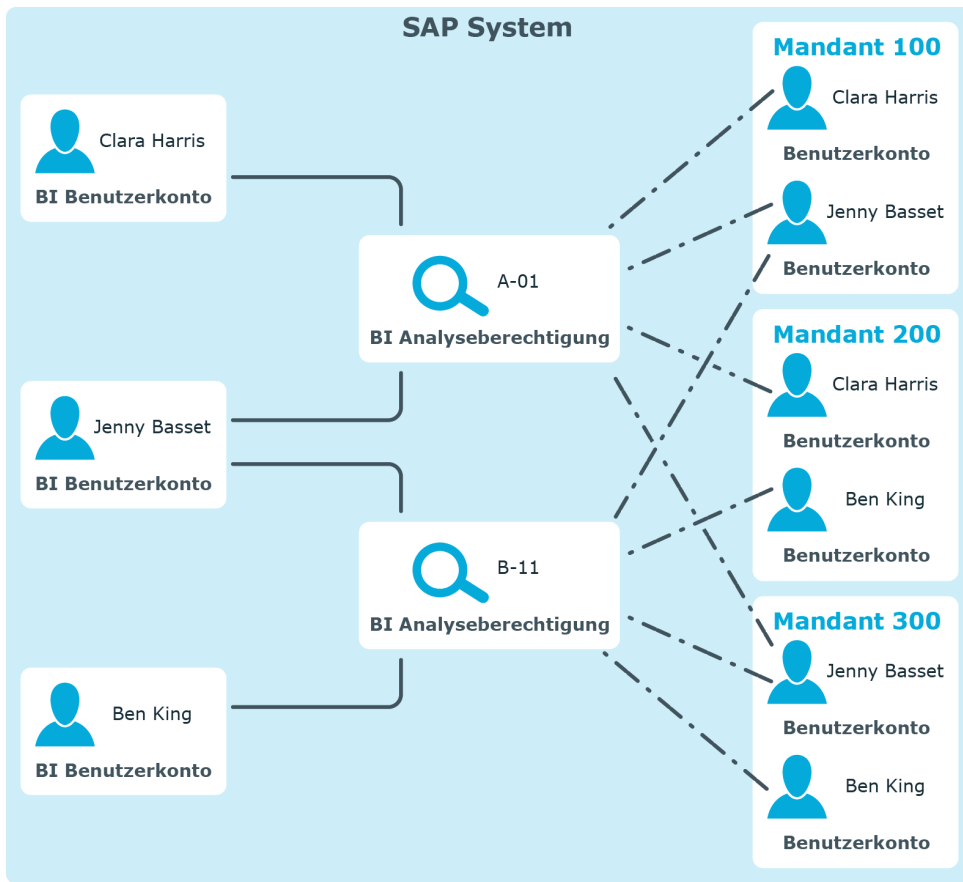 SAP System
Clara Harris
BI Benutzerkonto
Jenny Basset
BI Benutzerkonto
Ben King
BI Benutzerkonto
A-01
BI Analyseberechtigung
B-11
BI Analyseberechtigung
Mandant 100
Clara Harris
Benutzerkonto
Jenny Basset
Benutzerkonto
Mandant 200
Clara Harris
Benutzerkonto
Ben King
Benutzerkonto
Mandant 300
Jenny Basset
Benutzerkonto
Ben King
Benutzerkonto